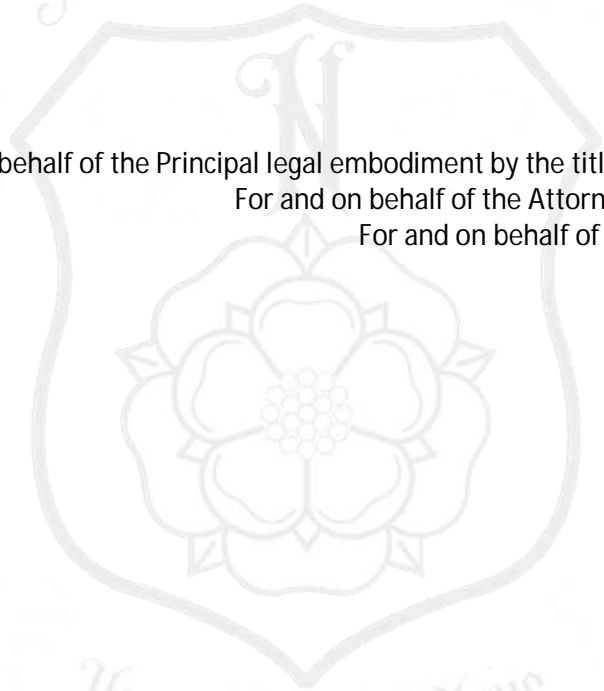 N
behalf of the Principal legal embodiment by the titl
For and on behalf of the Attorn
For and on behalf of